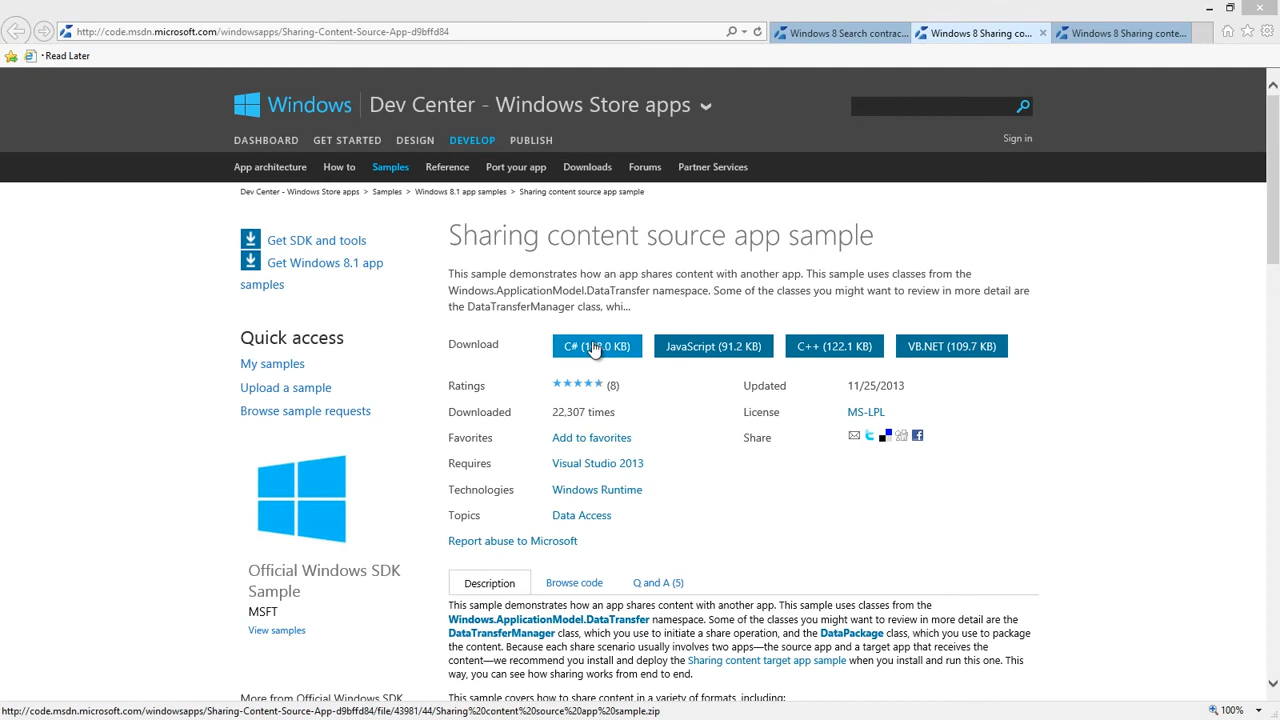 http://code.msdn.microsoft.com/windowsapps/Sharing-Content-Source-App-d9bffd84
Windows 8 Search contrac...
Windows 8 Sharing co...
Windows 8 Sharing conte...
Read Later
Windows
Dev Center - Windows Store apps
Sign in
DASHBOARD GET STARTED DESIGN DEVELOP PUBLISH
App architecture How to Samples Reference Port your app Downloads Forums Partner Services
Dev Center - Windows Store apps > Samples > Windows 8.1 app samples > Sharing content source app sample
Get SDK and tools
Get Windows 8.1 app
samples
Quick access
My samples
Upload a sample
Browse sample requests
Official Windows SDK
Sample
MSFT
View samples
More from Official Windows SDK
Sharing content source app sample
This sample demonstrates how an app shares content with another app. This sample uses classes from the
Windows.ApplicationModel.DataTransfer namespace. Some of the classes you might want to review in more detail are
the DataTransferManager class, whi...
Download C# ( .0 KB) JavaScript (91.2 KB) C++ (122.1 KB) VB.NET (109.7 KB)
Ratings (8) Updated 11/25/2013
Downloaded 22,307 times License MS-LPL
Favorites Add to favorites Share
Requires Visual Studio 2013
Technologies Windows Runtime
Topics Data Access
Report abuse to Microsoft
Description Browse code Q and A (5)
This sample demonstrates how an app shares content with another app. This sample uses classes from the
Windows.ApplicationModel.DataTransfer namespace. Some of the classes you might want to review in more detail are the
DataTransferManager class, which you use to initiate a share operation, and the DataPackage class, which you use to package
the content. Because each share scenario usually involves two apps—the source app and a target app that receives the
content—we recommend you install and deploy the Sharing content target app sample when you install and run this one. This
way, you can see how sharing works from end to end.
This sample covers how to share content in a variety of formats, including:
http://code.msdn.microsoft.com/windowsapps/Sharing-Content-Source-App-d9bffd84/file/43981/44/Sharing%20content%20source%20app%20sample.zip
100%